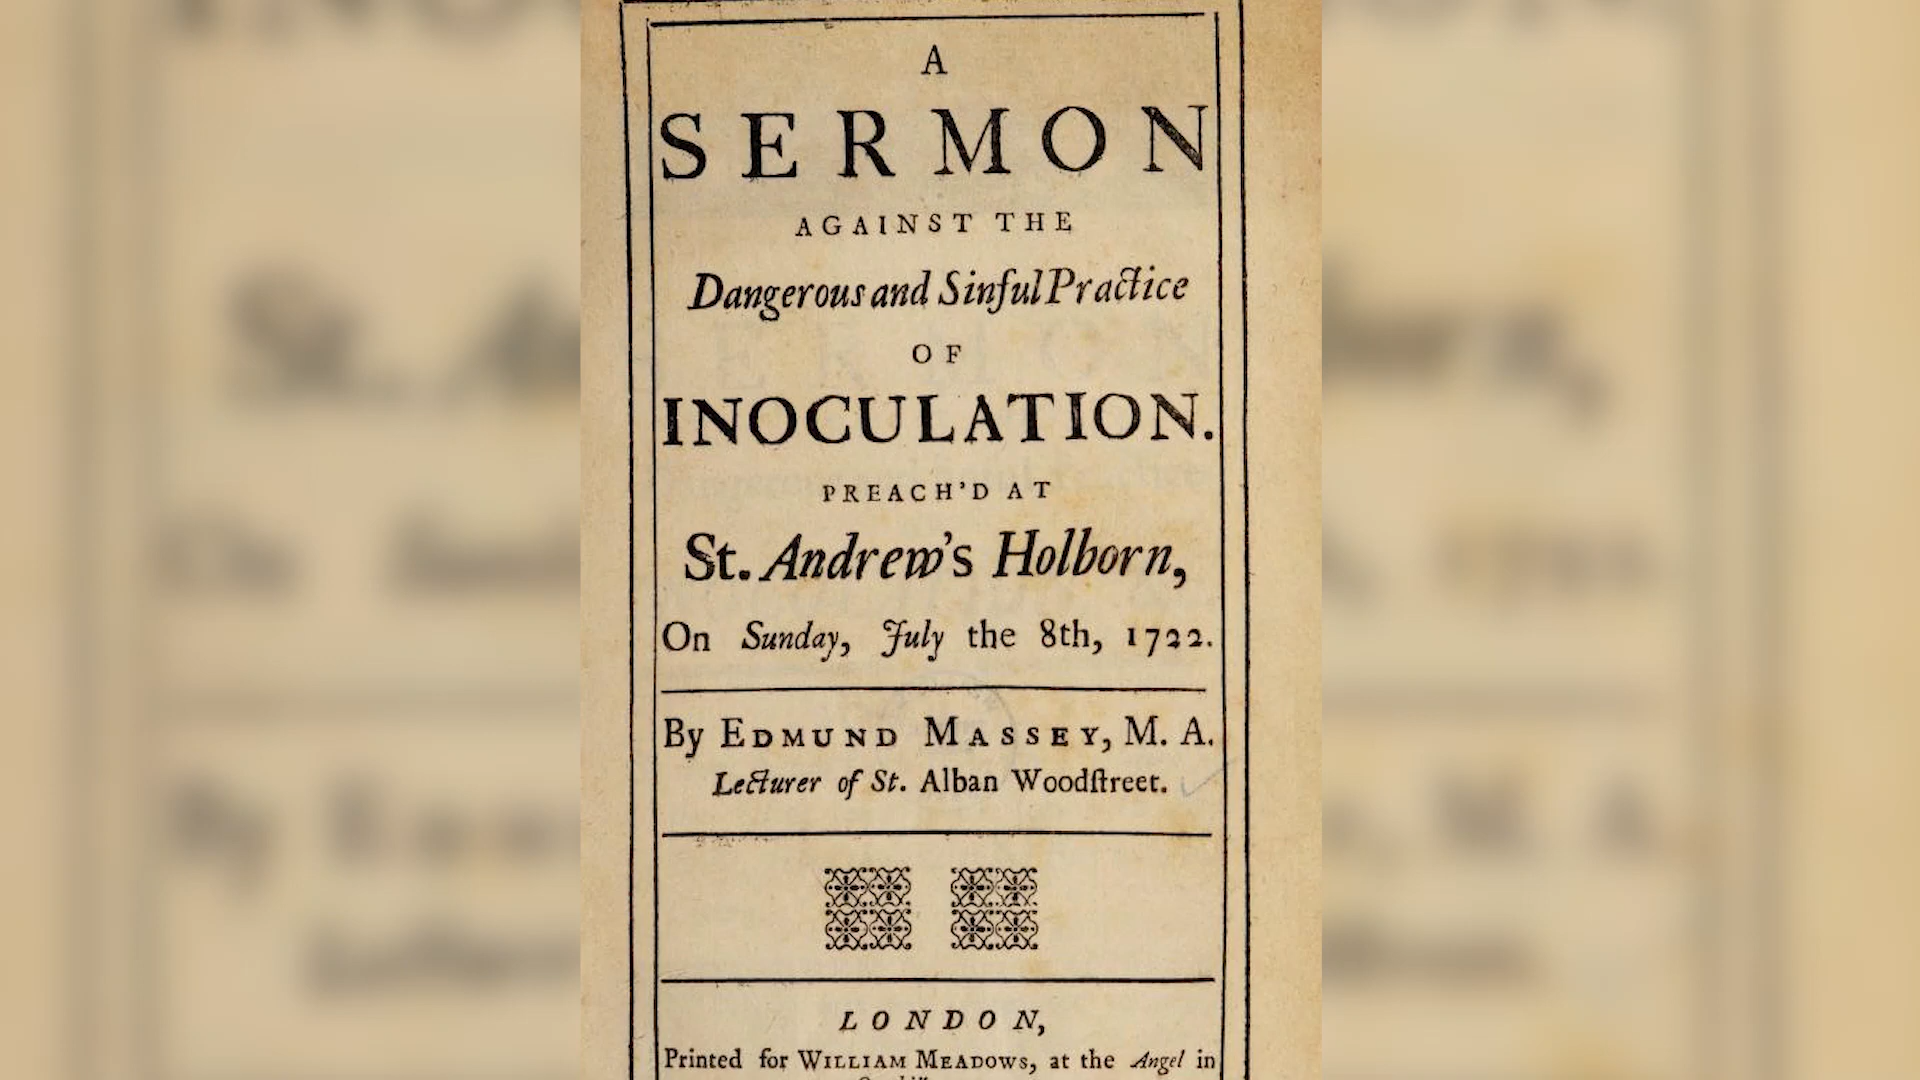 A
SERMON
AGAINST THE
Dangerous and Sinful Practice
OF
INOCULATION.
PREACH'D AT
St. Andrew's Holborn,
On Sunday, July the 8th, 1722.
By EDMUND MASSEY, M. A.
Lecturer of St. Alban Woodſtreet.
LONDON,
Printed for WILLIAM MEADOWS, at the Angel in